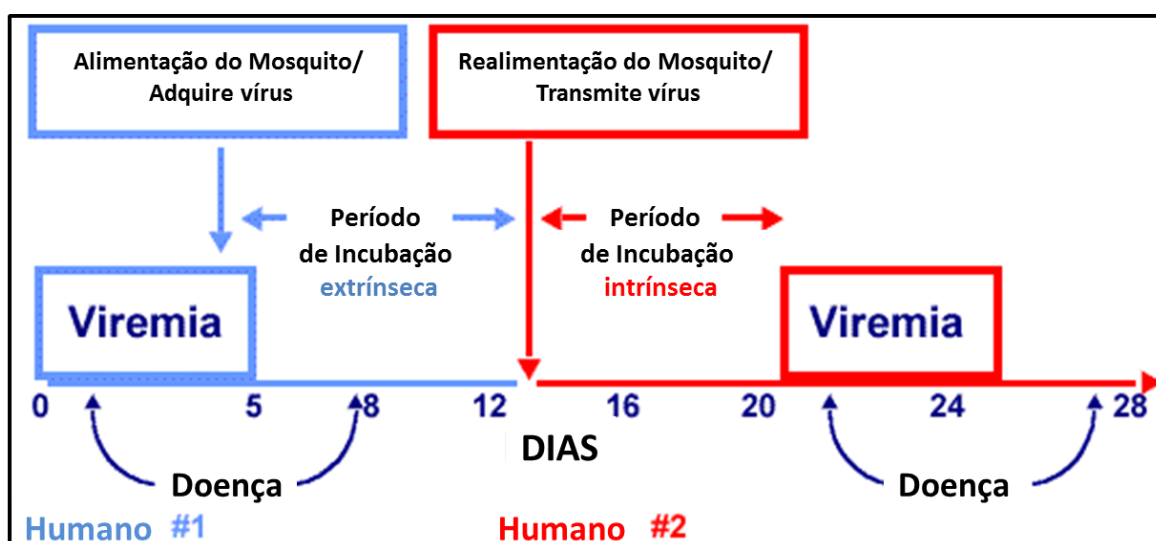 Alimentação do Mosquito/
Adquire vírus
Realimentação do Mosquito/
Transmite vírus
Período
de Incubação
extrínseca
Período
de Incubação
intrínseca
Viremia
Viremia
0 5 8 12 16 20 24 28
DIAS
Doença
Doença
Humano #1
Humano #2